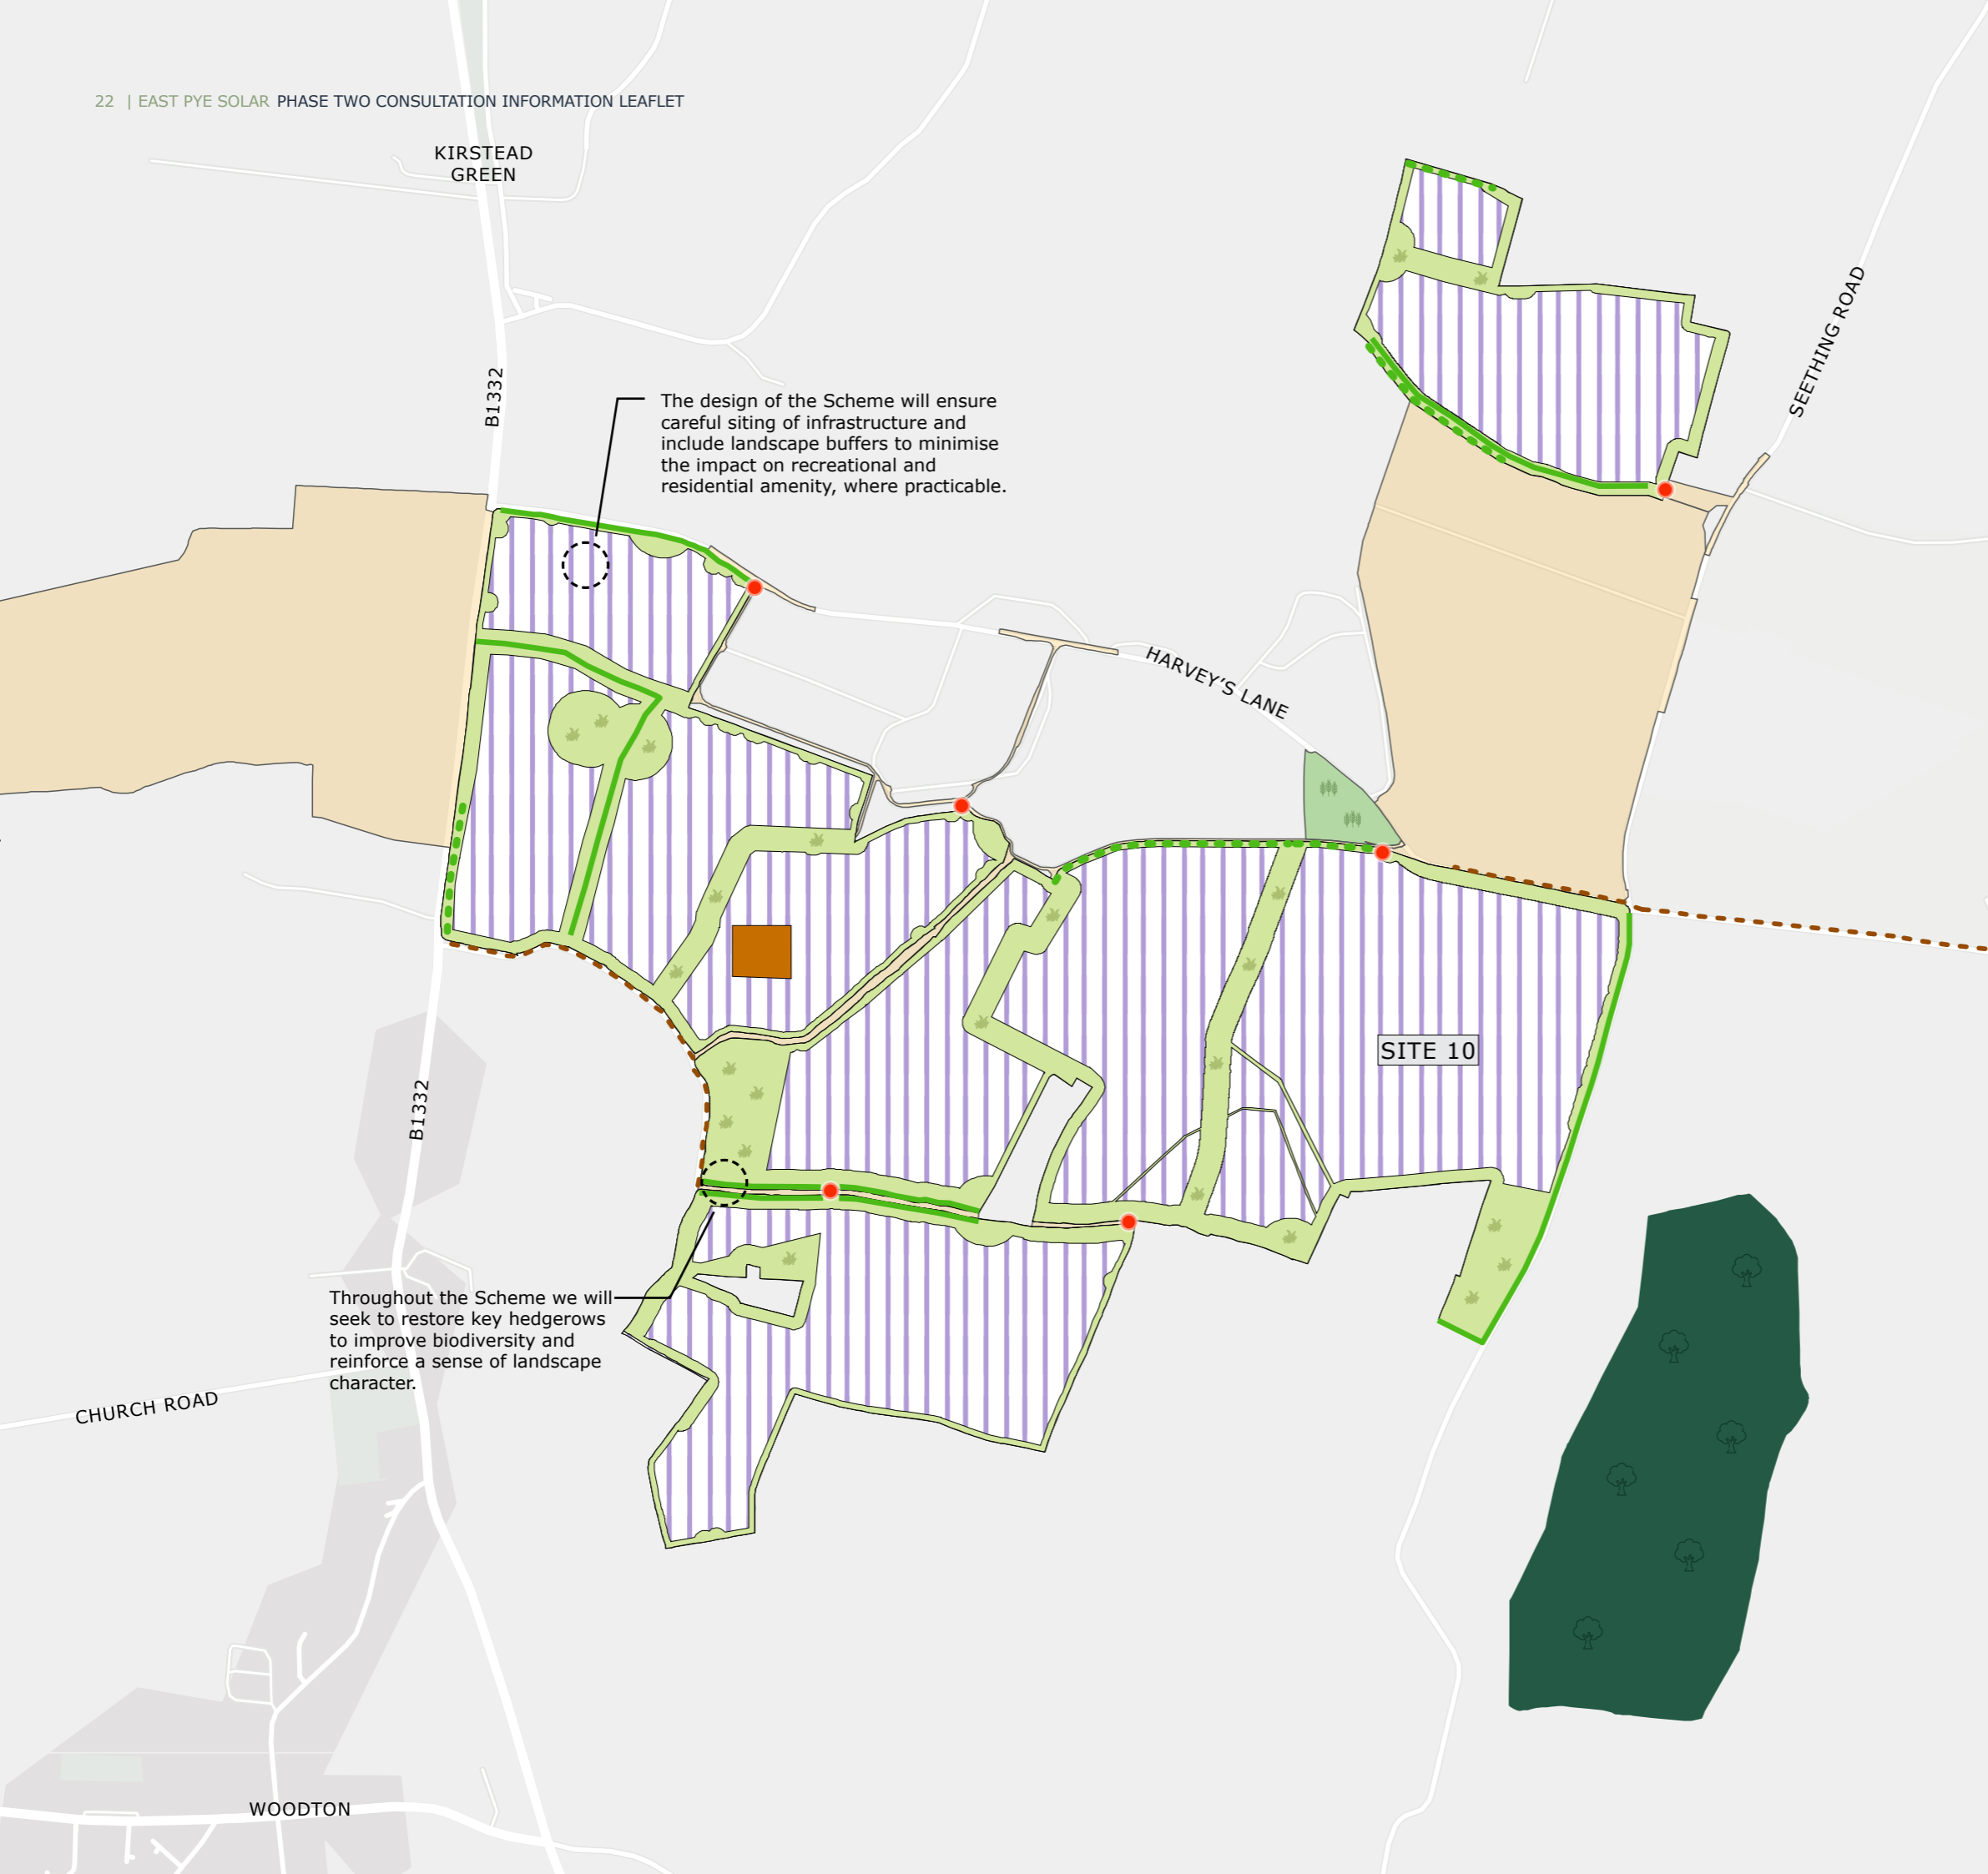 22 | EAST PYE SOLAR PHASE TWO CONSULTATION INFORMATION LEAFLET
KIRSTEAD
GREEN
B1332
SEETHING ROAD
The design of the Scheme will ensure
careful siting of infrastructure and
include landscape buffers to minimise
the impact on recreational and
residential amenity, where practicable.
HARVEY'S LANE
SITE 10
B1332
Throughout the Scheme we will
seek to restore key hedgerows
to improve biodiversity and
reinforce a sense of landscape
character.
CHURCH ROAD
WOODTON